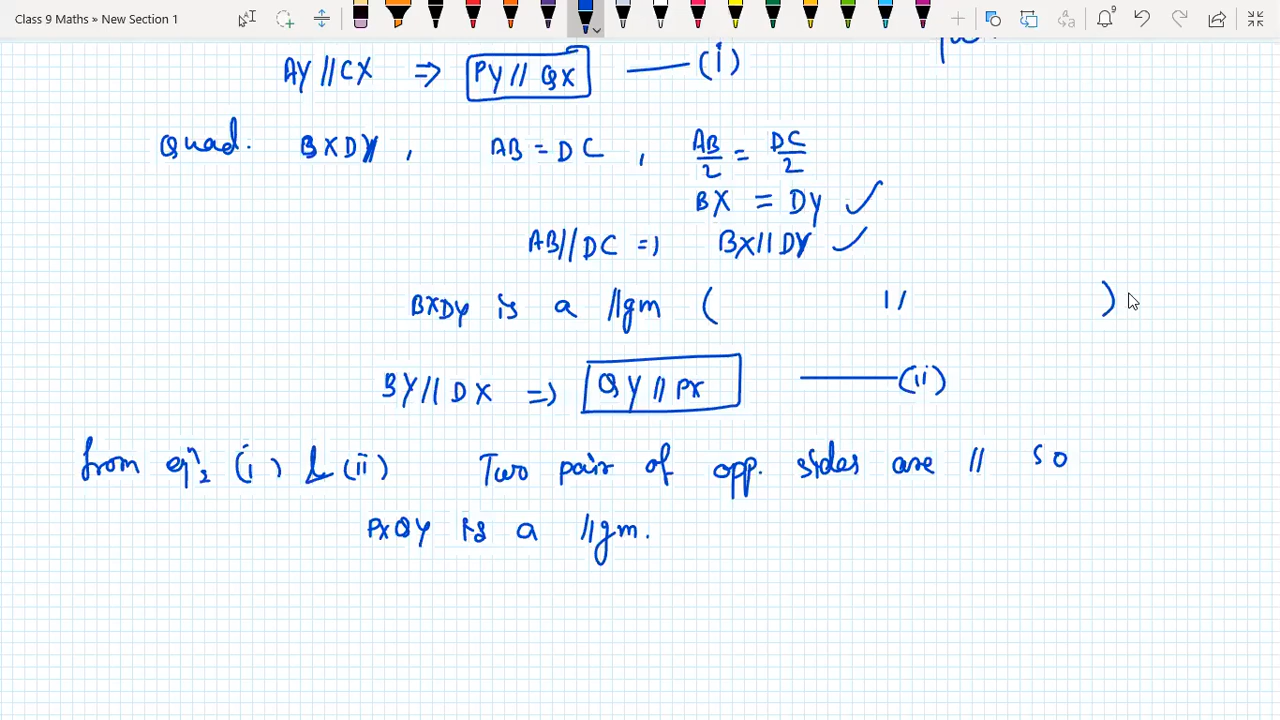 Class 9 Maths » New Section 1
AY // CX ⇒ PY // QX —— (i)
Quad. BXDY, AB = DC, AB/2 = DC/2
BX = DY ✓
AB // DC ⇒ BX // DY ✓
BXDY is a //gm ( // )
BY // DX ⇒ QY // PX —— (ii)
from eqⁿs (i) & (ii) Two pair of opp. sides are // so
PXQY is a //gm.